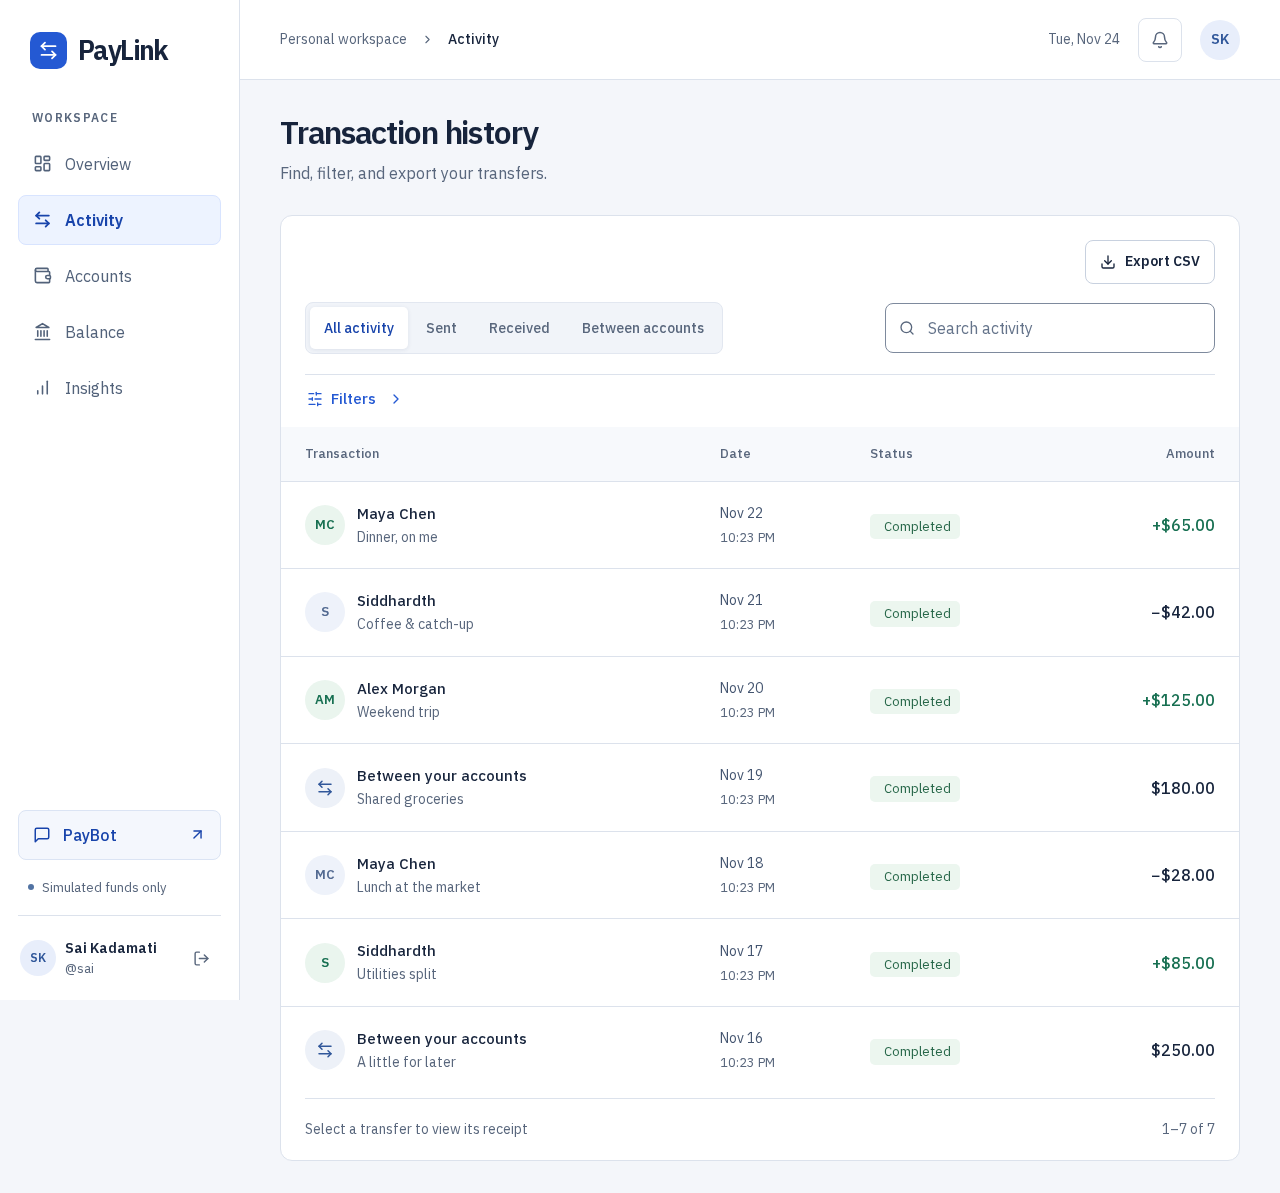 PayLink
Personal workspace
Activity
Tue, Nov 24
SK
WORKSPACE
Overview
Activity
Accounts
Balance
Insights
PayBot
Simulated funds only
SK
Sai Kadamati
@sai
Transaction history
Find, filter, and export your transfers.
Export CSV
All activity
Sent
Received
Between accounts
Search activity
Filters
Transaction Date Status Amount
MC
Maya Chen
Dinner, on me
Nov 22
10:23 PM
Completed
+$65.00
S
Siddhardth
Coffee & catch-up
Nov 21
10:23 PM
Completed
−$42.00
AM
Alex Morgan
Weekend trip
Nov 20
10:23 PM
Completed
+$125.00
Between your accounts
Shared groceries
Nov 19
10:23 PM
Completed
$180.00
MC
Maya Chen
Lunch at the market
Nov 18
10:23 PM
Completed
−$28.00
S
Siddhardth
Utilities split
Nov 17
10:23 PM
Completed
+$85.00
Between your accounts
A little for later
Nov 16
10:23 PM
Completed
$250.00
Select a transfer to view its receipt
1–7 of 7